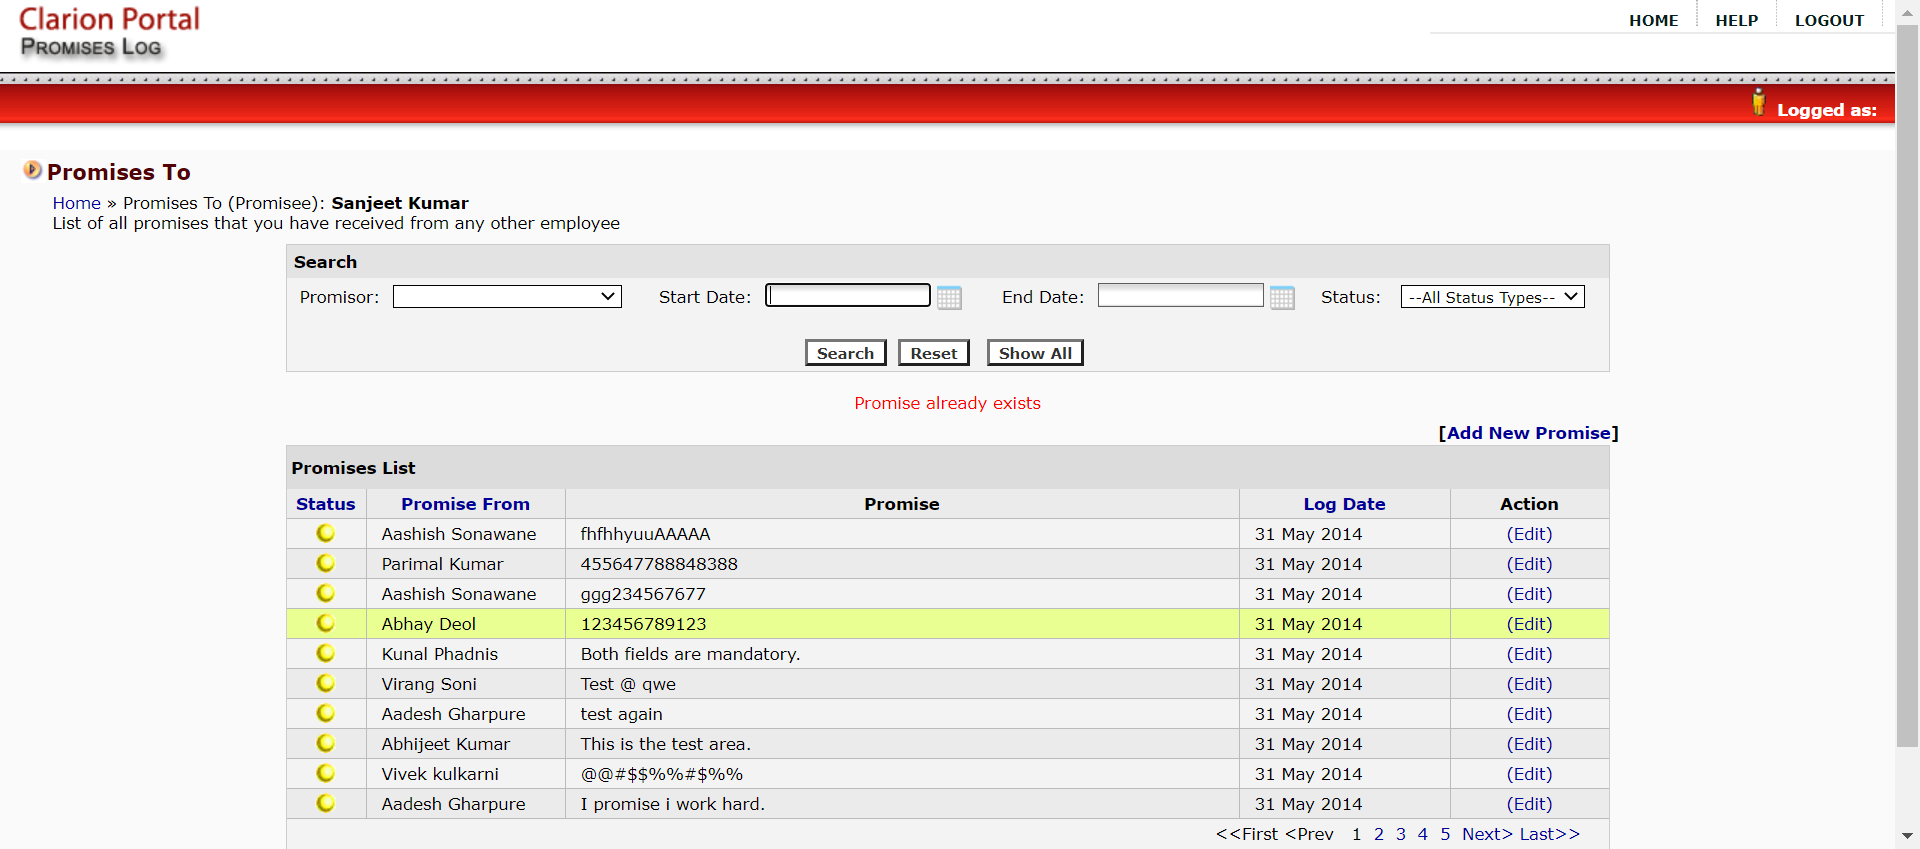 Clarion Portal
PROMISES LOG
HOME HELP LOGOUT
Logged as:
Promises To
Home » Promises To (Promisee): Sanjeet Kumar
List of all promises that you have received from any other employee
Search
Promisor: Start Date: End Date: Status: --All Status Types--
Search Reset Show All
Promise already exists
[Add New Promise]
Promises List
Status Promise From Promise Log Date Action
Aashish Sonawane fhfhhyuuAAAAA 31 May 2014 (Edit)
Parimal Kumar 455647788848388 31 May 2014 (Edit)
Aashish Sonawane ggg234567677 31 May 2014 (Edit)
Abhay Deol 123456789123 31 May 2014 (Edit)
Kunal Phadnis Both fields are mandatory. 31 May 2014 (Edit)
Virang Soni Test @ qwe 31 May 2014 (Edit)
Aadesh Gharpure test again 31 May 2014 (Edit)
Abhijeet Kumar This is the test area. 31 May 2014 (Edit)
Vivek kulkarni @@#$$%%#$%% 31 May 2014 (Edit)
Aadesh Gharpure I promise i work hard. 31 May 2014 (Edit)
<<First <Prev 1 2 3 4 5 Next> Last>>